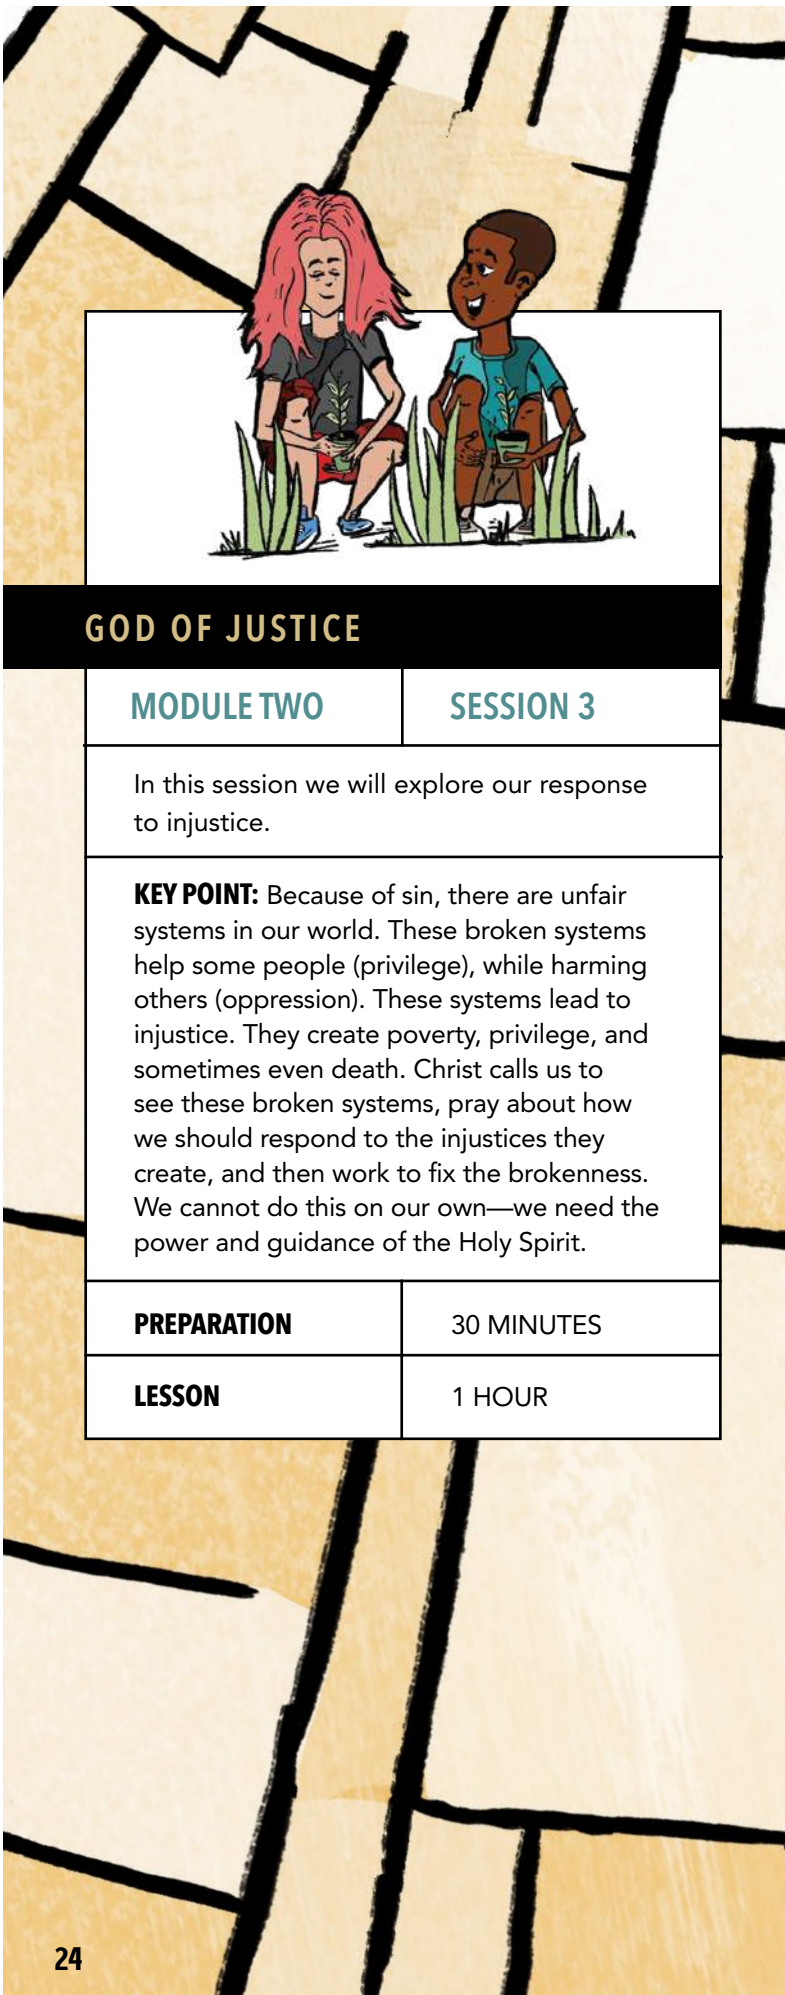 GOD OF JUSTICE
MODULE TWO
SESSION 3
In this session we will explore our response
to injustice.
KEY POINT: Because of sin, there are unfair
systems in our world. These broken systems
help some people (privilege), while harming
others (oppression). These systems lead to
injustice. They create poverty, privilege, and
sometimes even death. Christ calls us to
see these broken systems, pray about how
we should respond to the injustices they
create, and then work to fix the brokenness.
We cannot do this on our own—we need the
power and guidance of the Holy Spirit.
PREPARATION
30 MINUTES
LESSON
1 HOUR
24